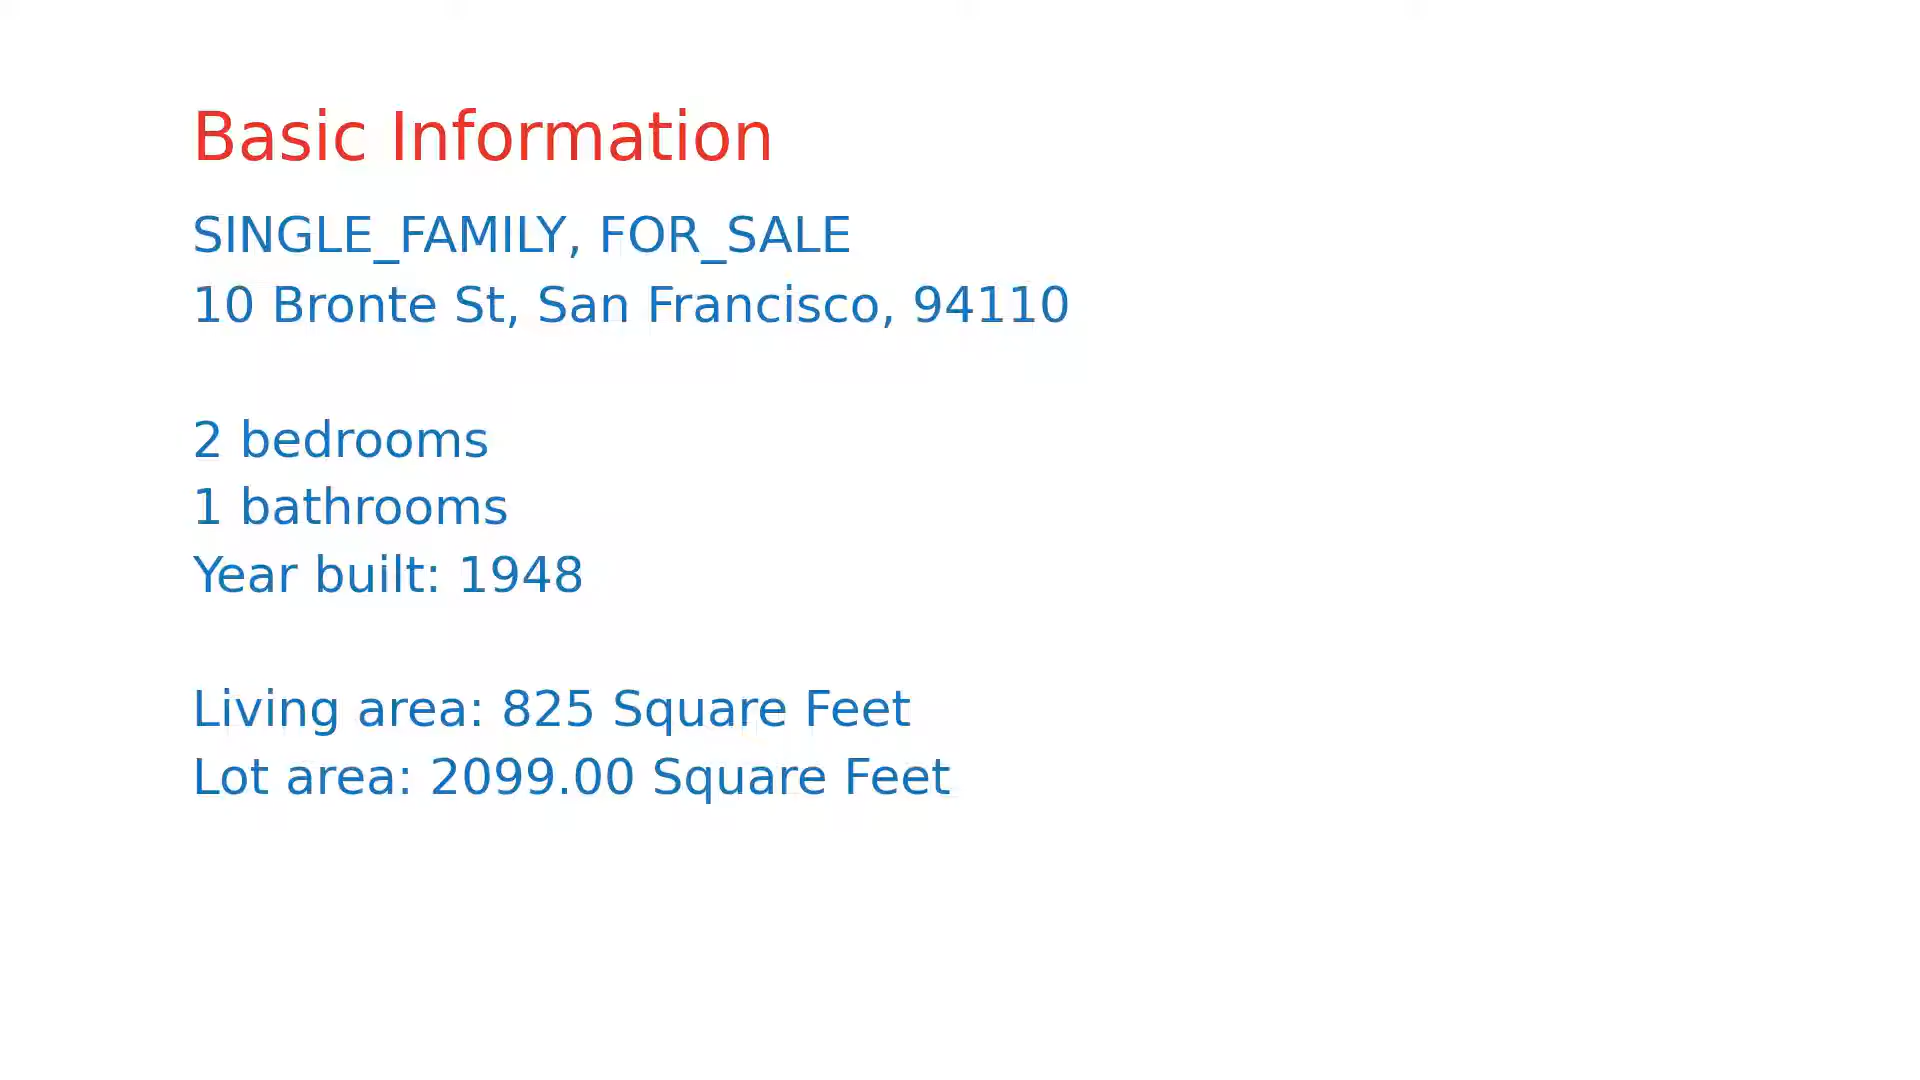 Basic Information
SINGLE_FAMILY, FOR_SALE
10 Bronte St, San Francisco, 94110
2 bedrooms
1 bathrooms
Year built: 1948
Living area: 825 Square Feet
Lot area: 2099.00 Square Feet